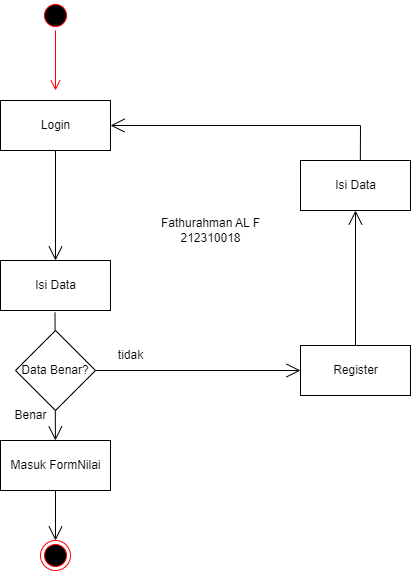 Login
Isi Data
Fathurahman AL F
212310018
Isi Data
tidak
Data Benar?
Register
Benar
Masuk FormNilai